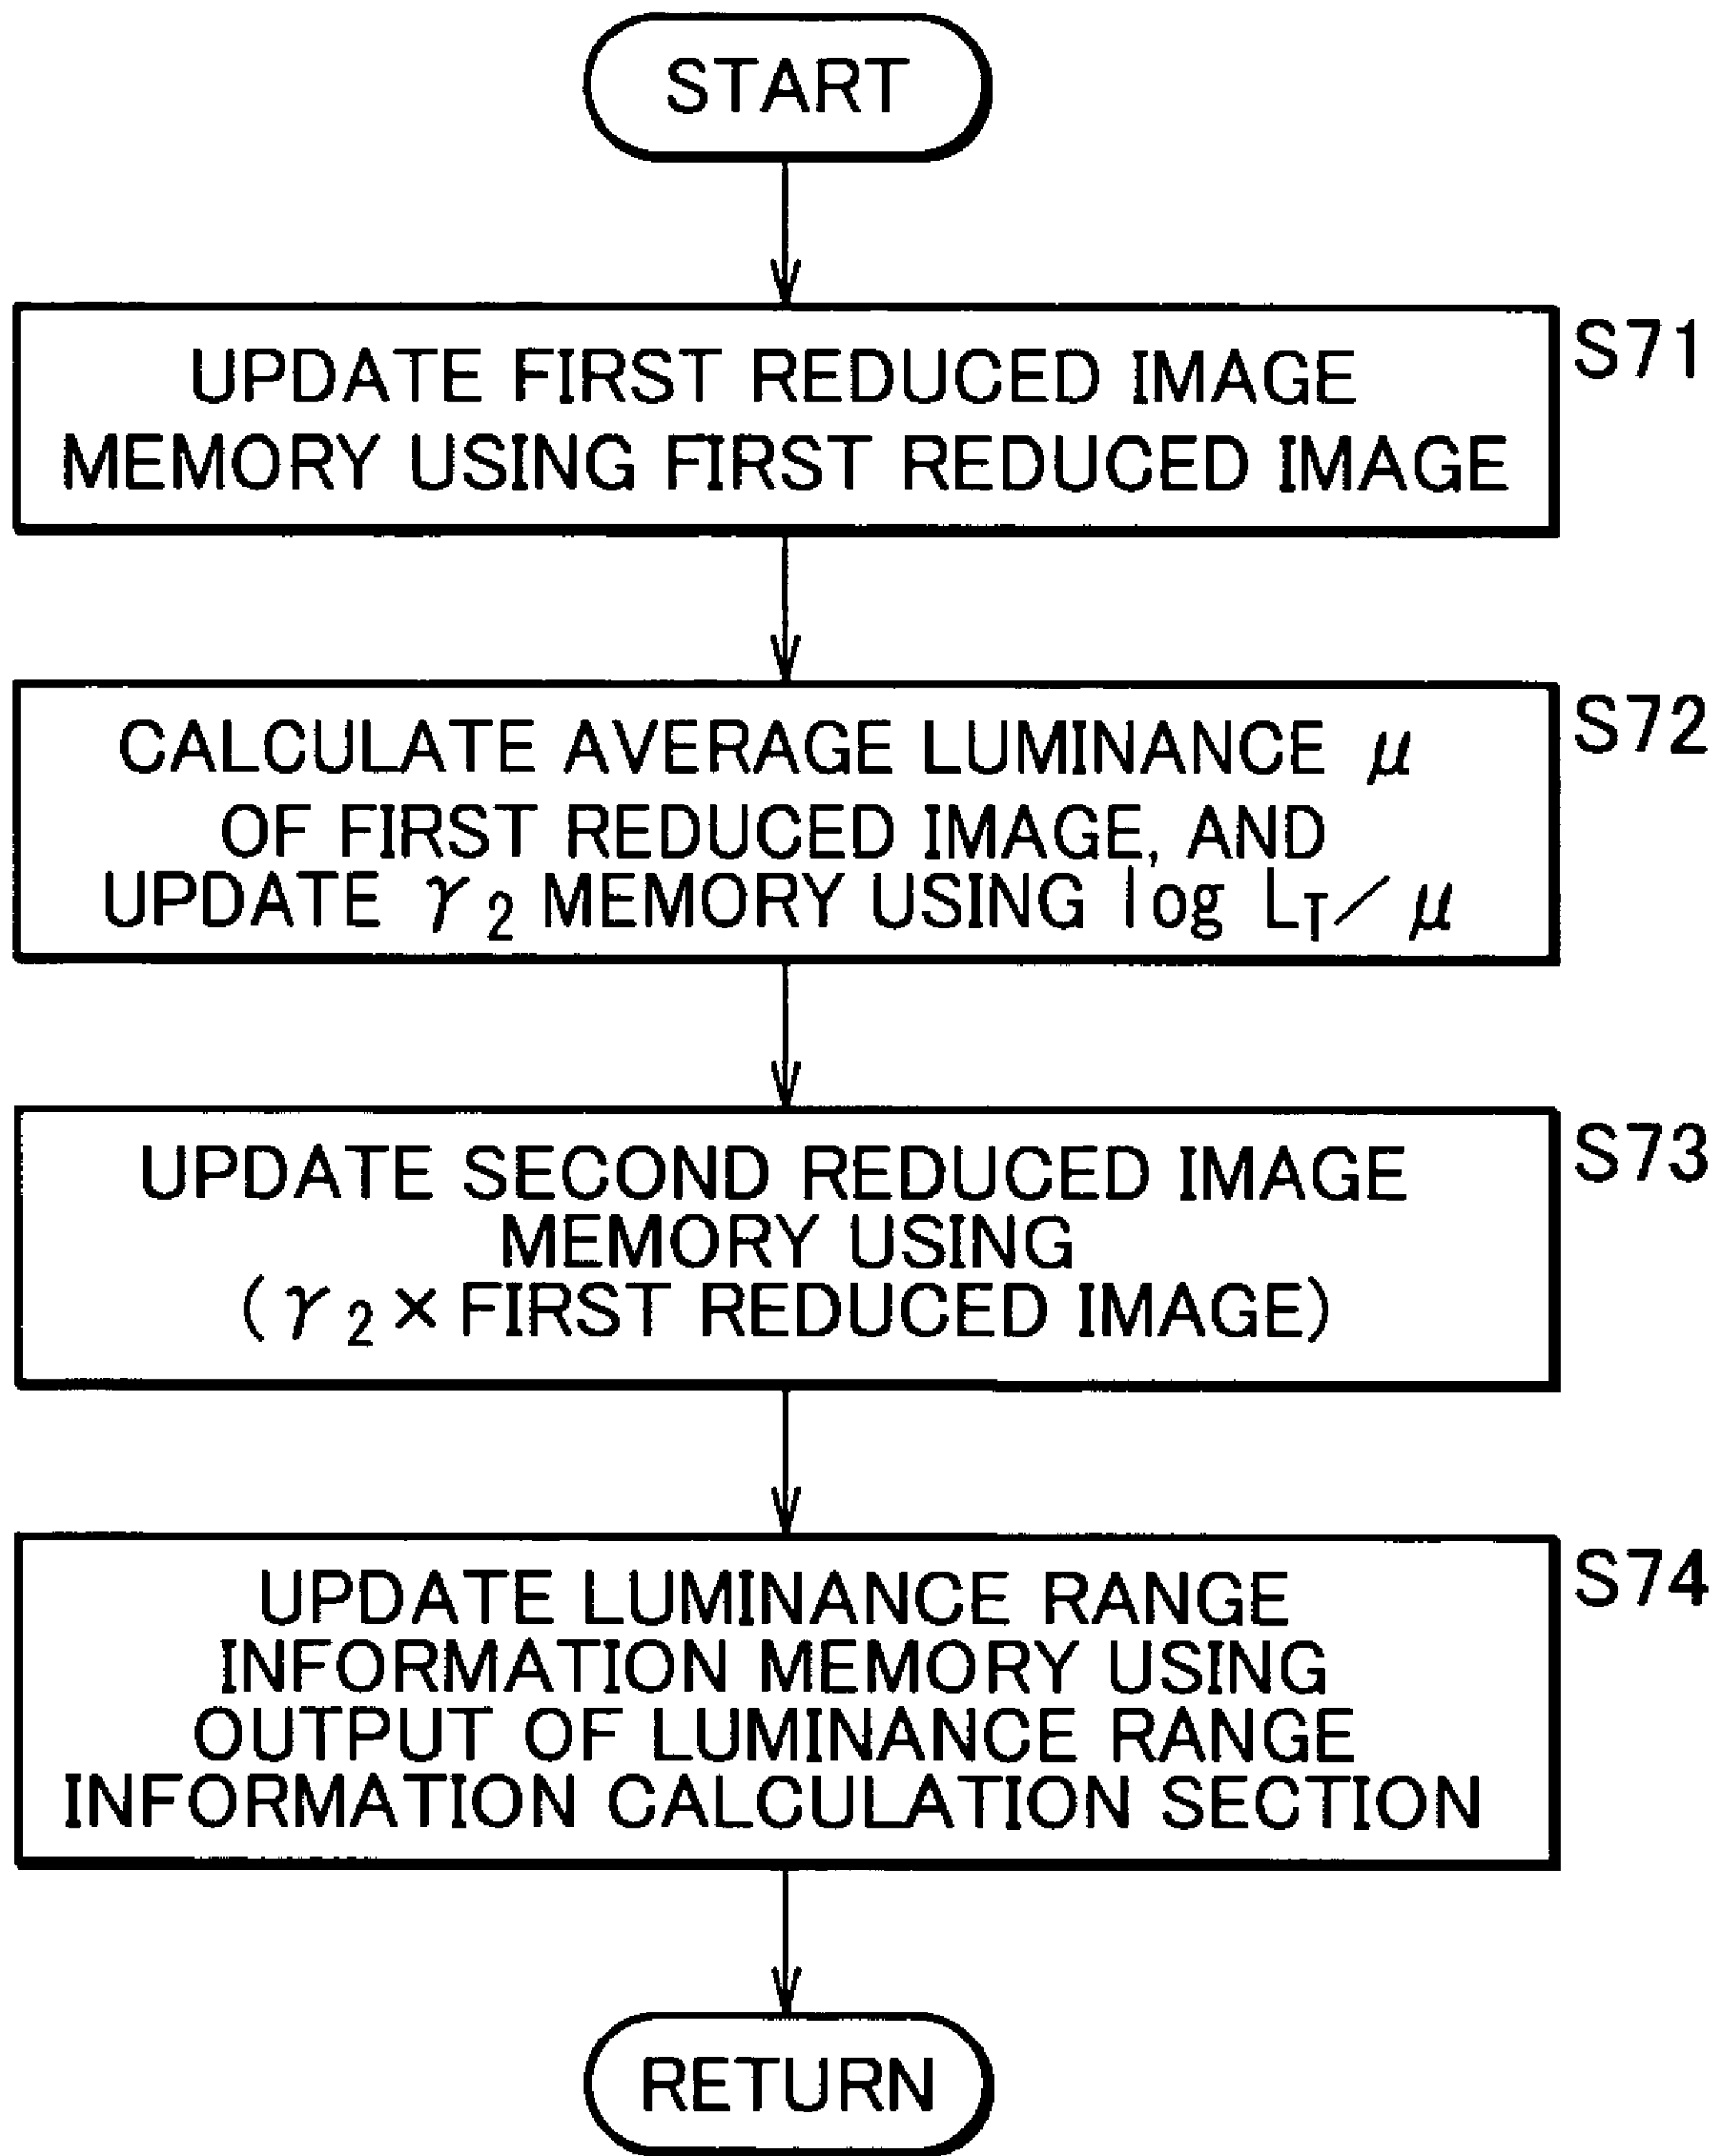 START
UPDATE FIRST REDUCED IMAGE
MEMORY USING FIRST REDUCED IMAGE
S71
CALCULATE AVERAGE LUMINANCE μ
OF FIRST REDUCED IMAGE, AND
UPDATE γ₂ MEMORY USING log L_T/μ
S72
UPDATE SECOND REDUCED IMAGE
MEMORY USING
(γ₂×FIRST REDUCED IMAGE)
S73
UPDATE LUMINANCE RANGE
INFORMATION MEMORY USING
OUTPUT OF LUMINANCE RANGE
INFORMATION CALCULATION SECTION
S74
RETURN